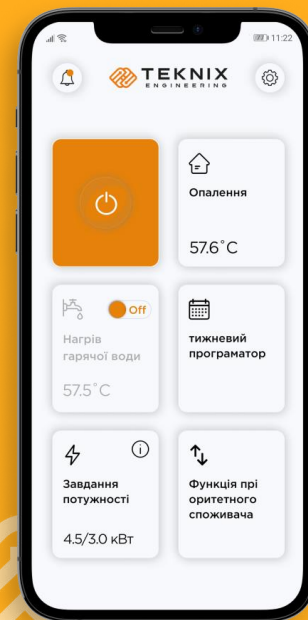 11:22
TEKNIX
ENGINEERING
Опалення
57.6°C
Off
Нагрів
гарячої води
57.5°C
тижневий
програматор
Завдання
потужності
4.5/3.0 кВт
Функція прі
оритетного
споживача